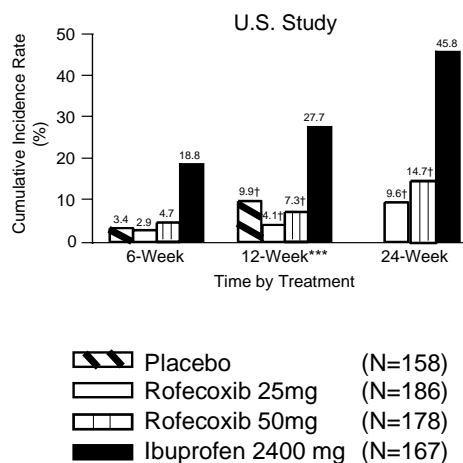 U.S. Study
Cumulative Incidence Rate
(%)
50
40
30
20
10
0
3.4
2.9
4.7
18.8
9.9†
4.1†
7.3†
27.7
9.6†
14.7†
45.8
6-Week
12-Week***
24-Week
Time by Treatment
Placebo (N=158)
Rofecoxib 25mg (N=186)
Rofecoxib 50mg (N=178)
Ibuprofen 2400 mg (N=167)